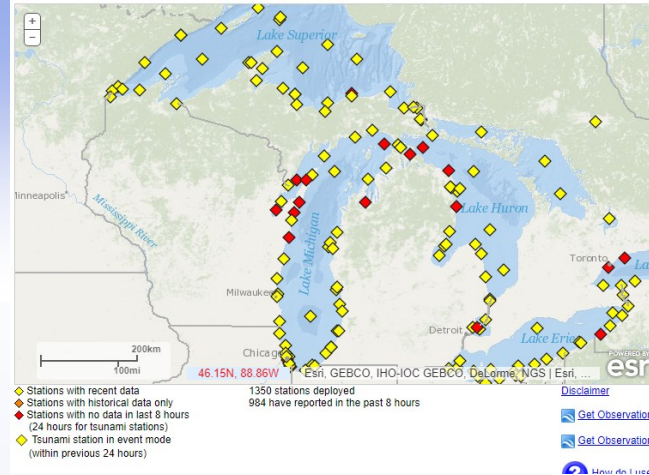 +
−
Lake Superior
Minneapolis
Mississippi River
Lake Michigan
Lake Huron
Toronto
Milwaukee
Detroit
Lake Erie
Chicago
200km
100mi
46.15N, 88.86W
Esri, GEBCO, IHO-IOC GEBCO, DeLorme, NGS | Esri, ...
POWERED BY
esri
Stations with recent data
Stations with historical data only
Stations with no data in last 8 hours
(24 hours for tsunami stations)
Tsunami station in event mode
(within previous 24 hours)
1350 stations deployed
984 have reported in the past 8 hours
Disclaimer
Get Observation
Get Observation
? How do I use